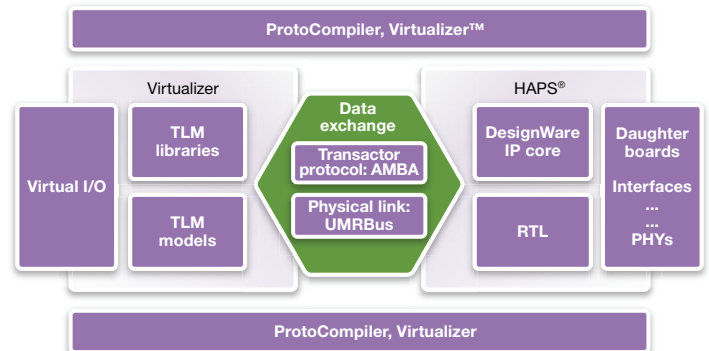 ProtoCompiler, Virtualizer™
Virtualizer
HAPS®
Virtual I/O
TLM
libraries
TLM
models
Data
exchange
Transactor
protocol: AMBA
Physical link:
UMRBus
DesignWare
IP core
RTL
Daughter
boards
Interfaces
...
...
PHYs
ProtoCompiler, Virtualizer